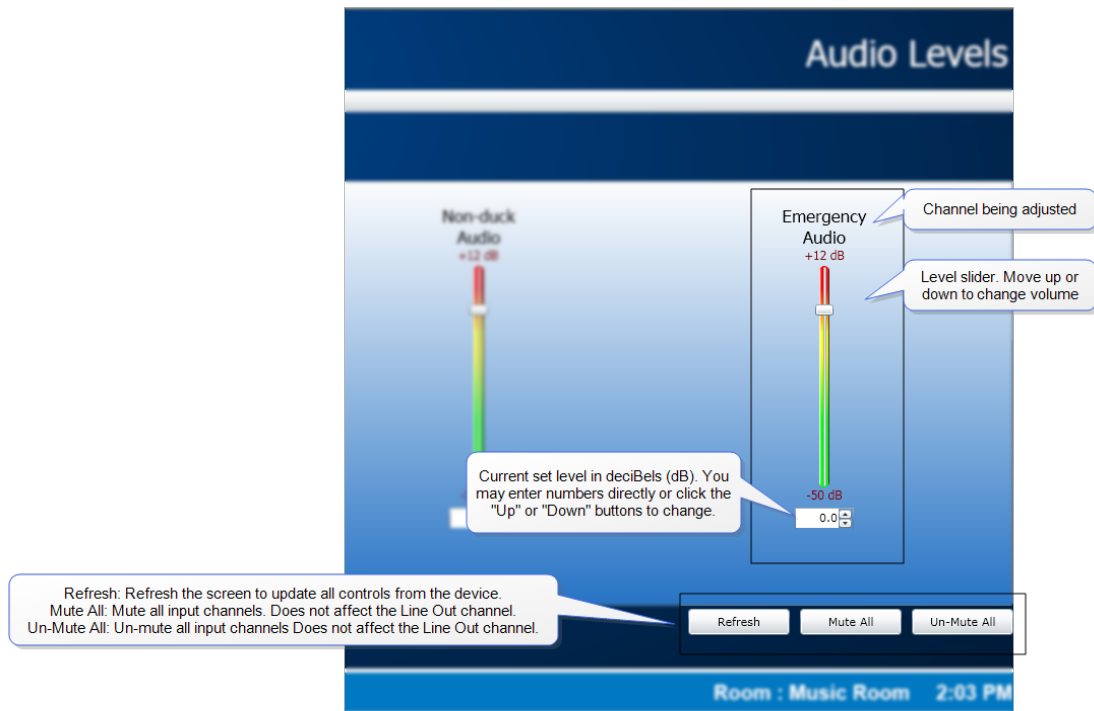 Audio Levels
Non-duck
Audio
+12 dB
Emergency
Audio
+12 dB
Channel being adjusted
Level slider. Move up or
down to change volume
Current set level in deciBels (dB). You
may enter numbers directly or click the
"Up" or "Down" buttons to change.
-50 dB
0.0
Refresh: Refresh the screen to update all controls from the device.
Mute All: Mute all input channels. Does not affect the Line Out channel.
Un-Mute All: Un-mute all input channels Does not affect the Line Out channel.
Refresh
Mute All
Un-Mute All
Room : Music Room
2:03 PM